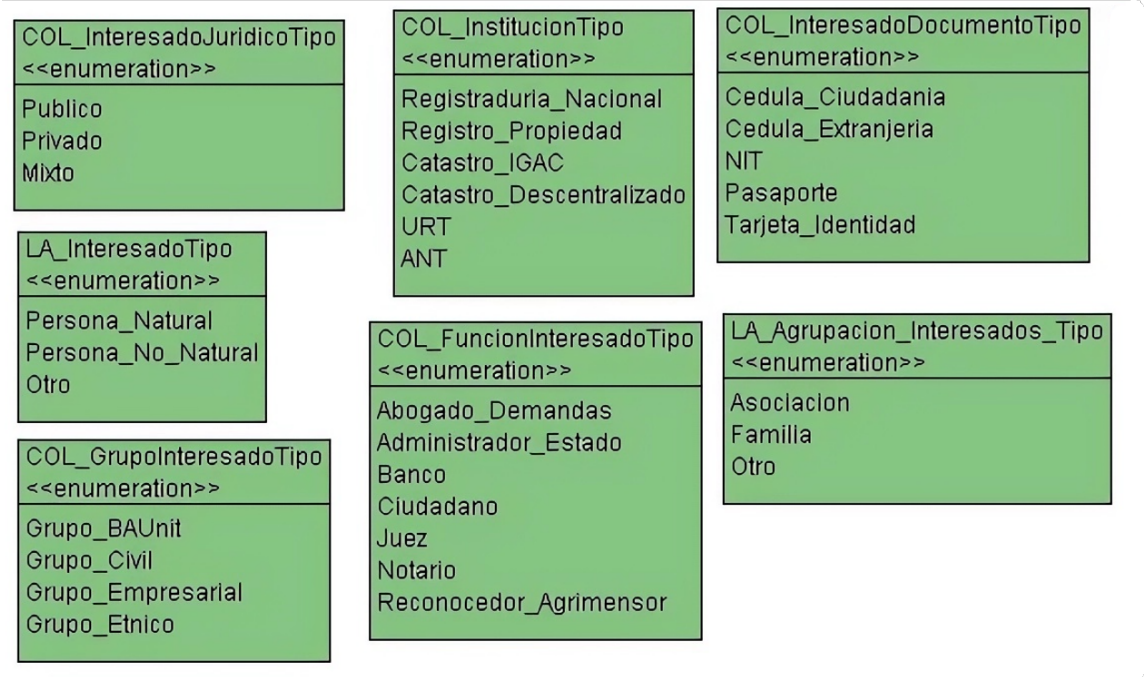 COL_InteresadoJuridicoTipo
<<enumeration>>
Publico
Privado
Mixto
LA_InteresadoTipo
<<enumeration>>
Persona_Natural
Persona_No_Natural
Otro
COL_GrupoInteresadoTipo
<<enumeration>>
Grupo_BAUnit
Grupo_Civil
Grupo_Empresarial
Grupo_Etnico
COL_InstitucionTipo
<<enumeration>>
Registraduria_Nacional
Registro_Propiedad
Catastro_IGAC
Catastro_Descentralizado
URT
ANT
COL_FuncionInteresadoTipo
<<enumeration>>
Abogado_Demandas
Administrador_Estado
Banco
Ciudadano
Juez
Notario
Reconocedor_Agrimensor
COL_InteresadoDocumentoTipo
<<enumeration>>
Cedula_Ciudadania
Cedula_Extranjeria
NIT
Pasaporte
Tarjeta_Identidad
LA_Agrupacion_Interesados_Tipo
<<enumeration>>
Asociacion
Familia
Otro